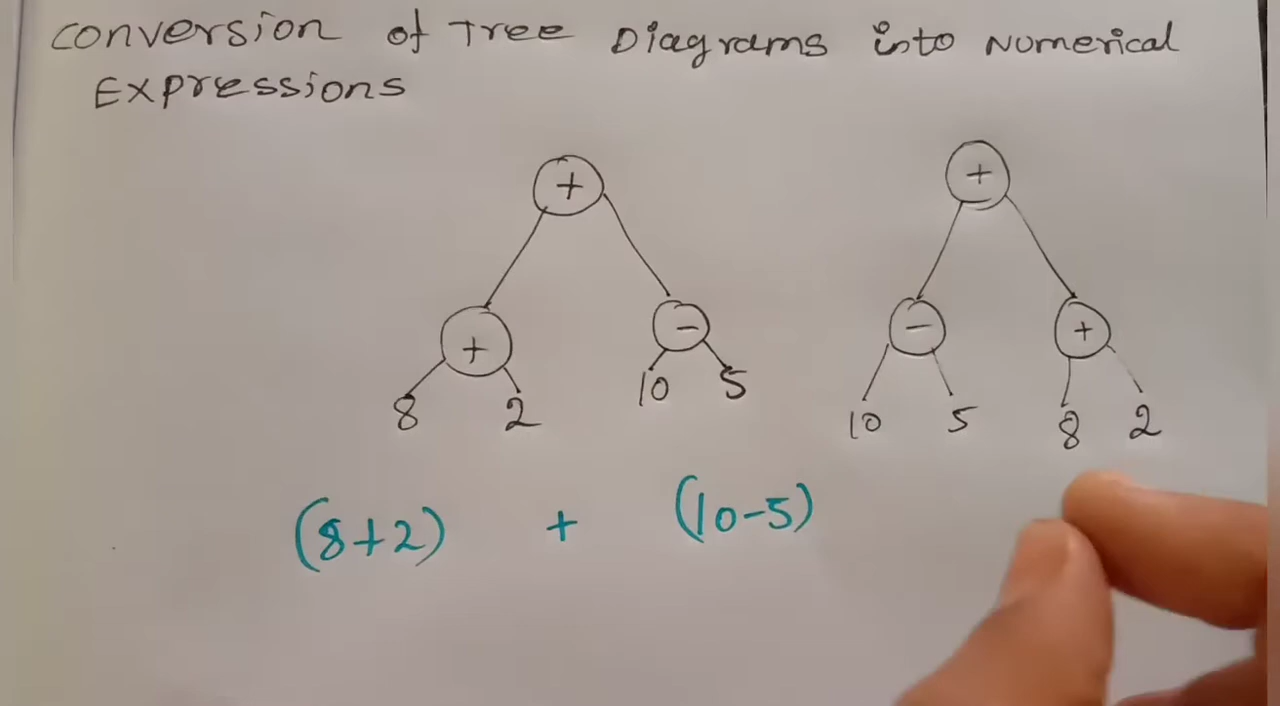 Conversion of Tree Diagrams into Numerical
Expressions
+ +
+ - - +
8 2 10 5 10 5 8 2
(8+2) + (10-5)